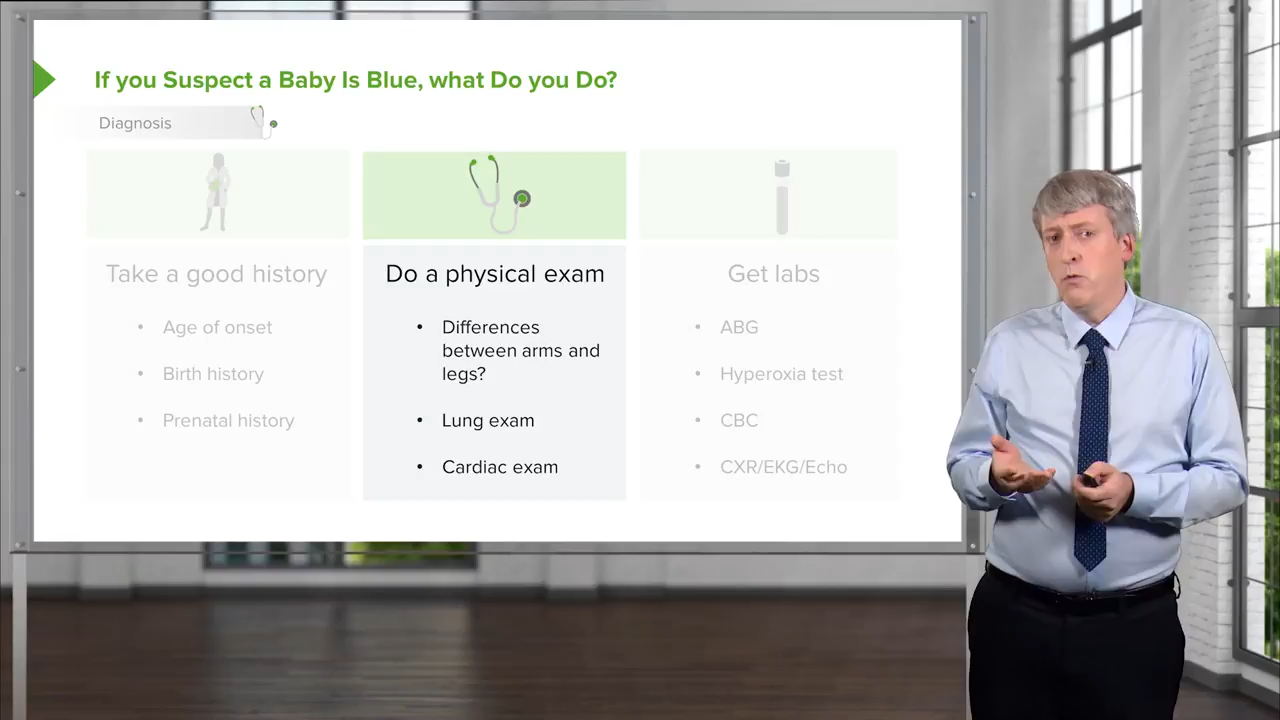 If you Suspect a Baby Is Blue, what Do you Do?
Diagnosis
Take a good history
• Age of onset
• Birth history
• Prenatal history
Do a physical exam
• Differences
between arms and
legs?
• Lung exam
• Cardiac exam
Get labs
• ABG
• Hyperoxia test
• CBC
• CXR/EKG/Echo